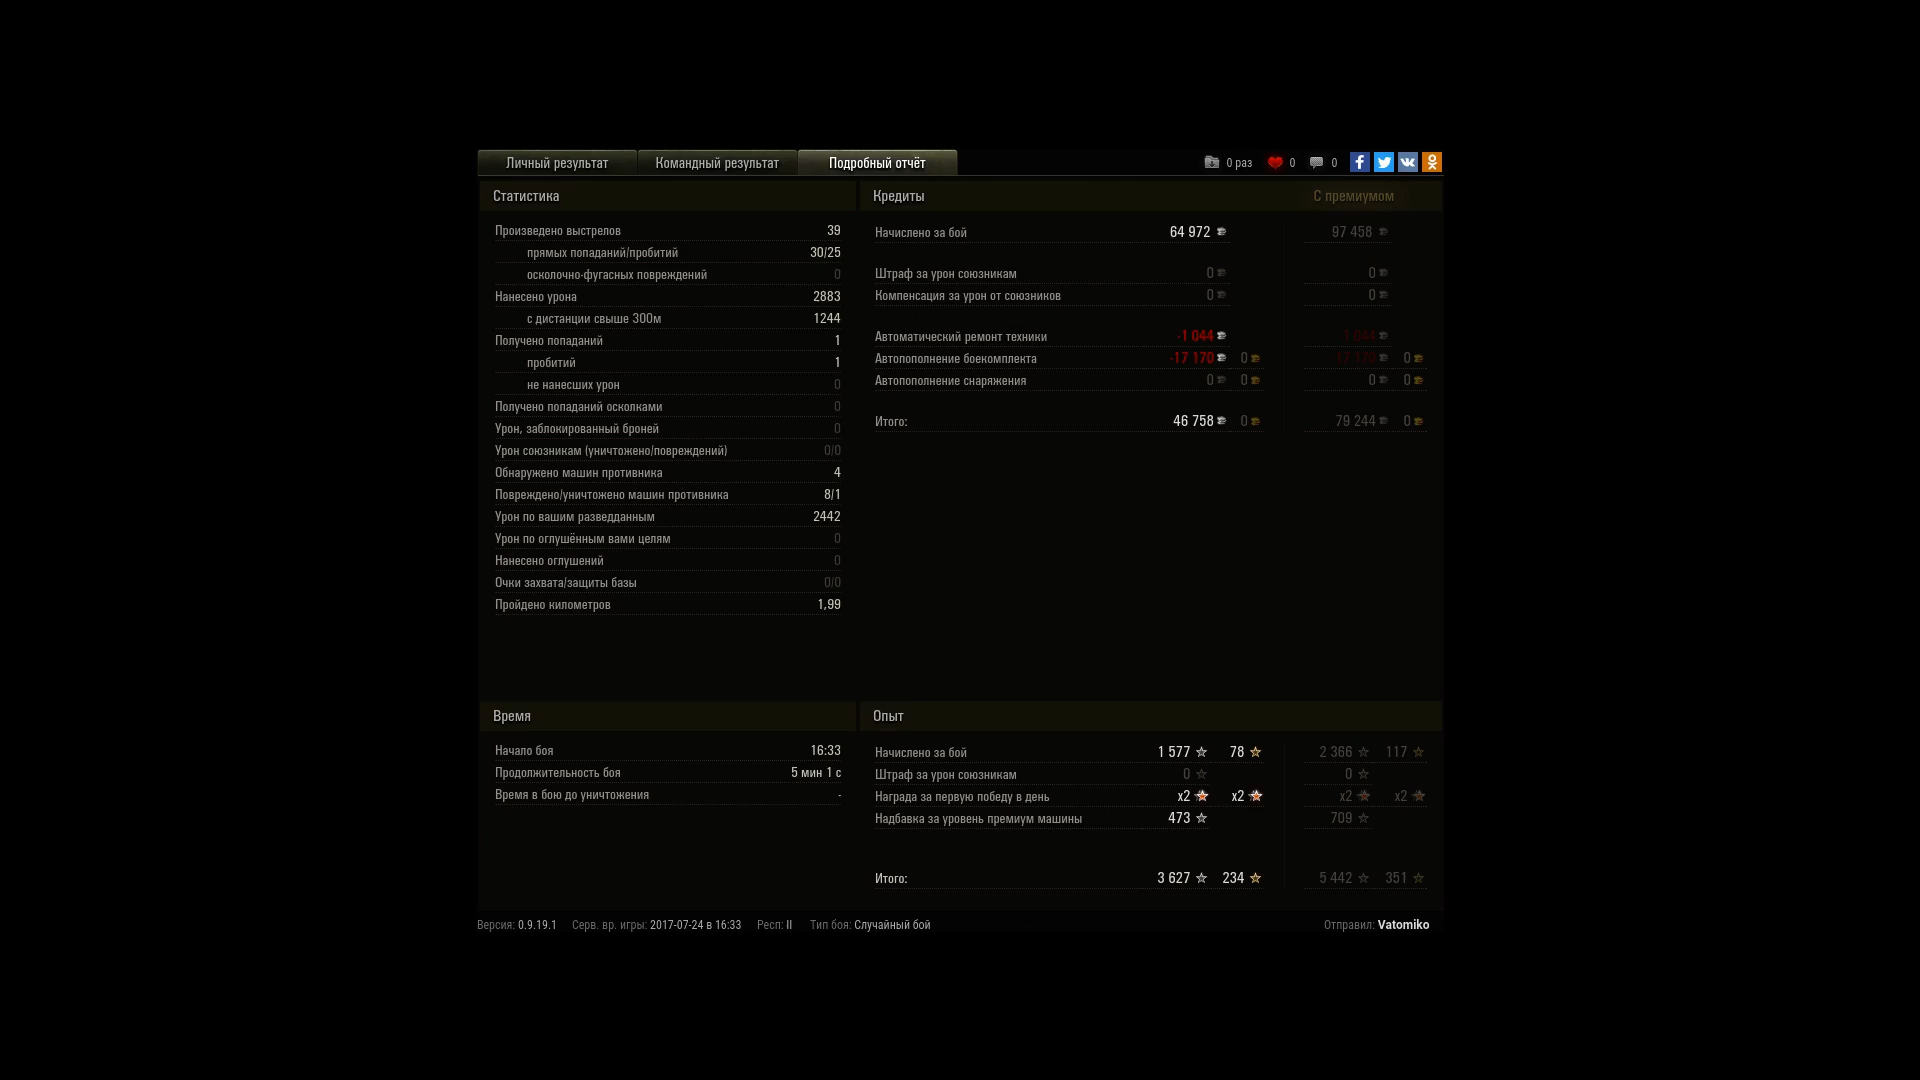 Личный результат Командный результат Подробный отчёт 0 раз 0 0
Статистика
Произведено выстрелов 39
прямых попаданий/пробитий 30/25
осколочно-фугасных повреждений 0
Нанесено урона 2883
с дистанции свыше 300м 1244
Получено попаданий 1
пробитий 1
не нанесших урон 0
Получено попаданий осколками 0
Урон, заблокированный броней 0
Урон союзникам (уничтожено/повреждений) 0/0
Обнаружено машин противника 4
Повреждено/уничтожено машин противника 8/1
Урон по вашим разведданным 2442
Урон по оглушённым вами целям 0
Нанесено оглушений 0
Очки захвата/защиты базы 0/0
Пройдено километров 1,99
Кредиты С премиумом
Начислено за бой 64 972 97 458
Штраф за урон союзникам 0 0
Компенсация за урон от союзников 0 0
Автоматический ремонт техники -1 044 -1 044
Автопополнение боекомплекта -17 170 0 -17 170 0
Автопополнение снаряжения 0 0 0 0
Итого: 46 758 0 79 244 0
Время
Начало боя 16:33
Продолжительность боя 5 мин 1 с
Время в бою до уничтожения -
Опыт
Начислено за бой 1 577 78 2 366 117
Штраф за урон союзникам 0 0
Награда за первую победу в день x2 x2 x2 x2
Надбавка за уровень премиум машины 473 709
Итого: 3 627 234 5 442 351
Версия: 0.9.19.1 Серв. вр. игры: 2017-07-24 в 16:33 Респ: II Тип боя: Случайный бой Отправил: Vatomiko